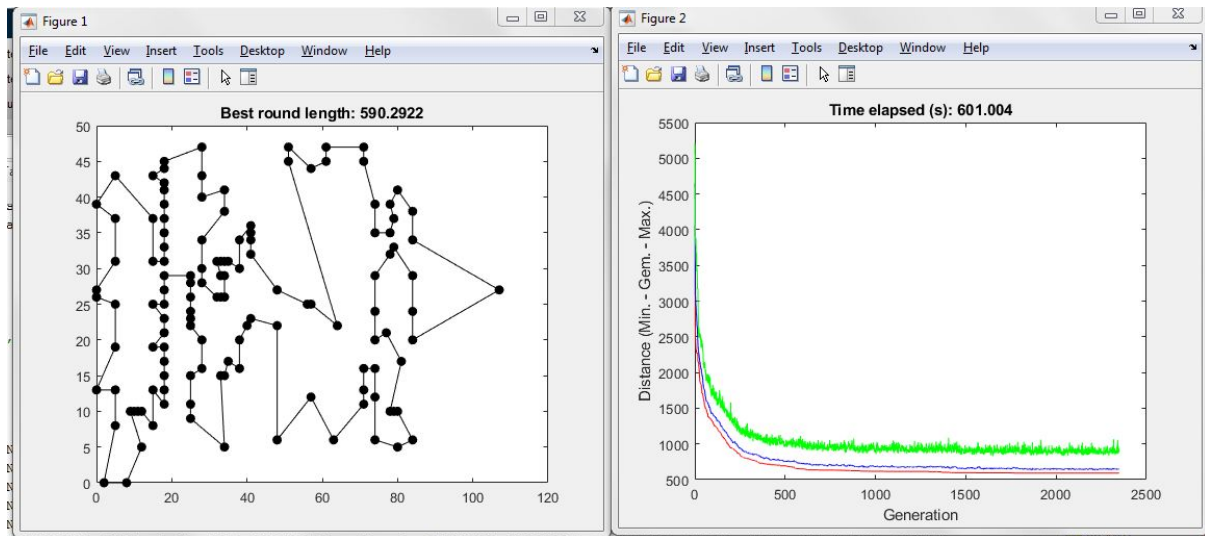 Figure 1
File Edit View Insert Tools Desktop Window Help
Best round length: 590.2922
50
45
40
35
30
25
20
15
10
5
0
0 20 40 60 80 100 120
Figure 2
File Edit View Insert Tools Desktop Window Help
Time elapsed (s): 601.004
Distance (Min. - Gem. - Max.)
5500
5000
4500
4000
3500
3000
2500
2000
1500
1000
500
0 500 1000 1500 2000 2500
Generation